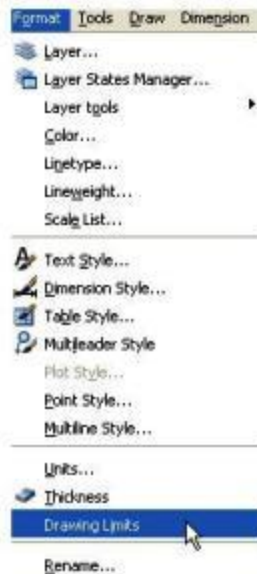 Format Tools Draw Dimension
Layer...
Layer States Manager...
Layer tools
Color...
Linetype...
Lineweight...
Scale List...
Text Style...
Dimension Style...
Table Style...
Multileader Style
Plot Style...
Point Style...
Multiline Style...
Units...
Thickness
Drawing Limits
Rename...